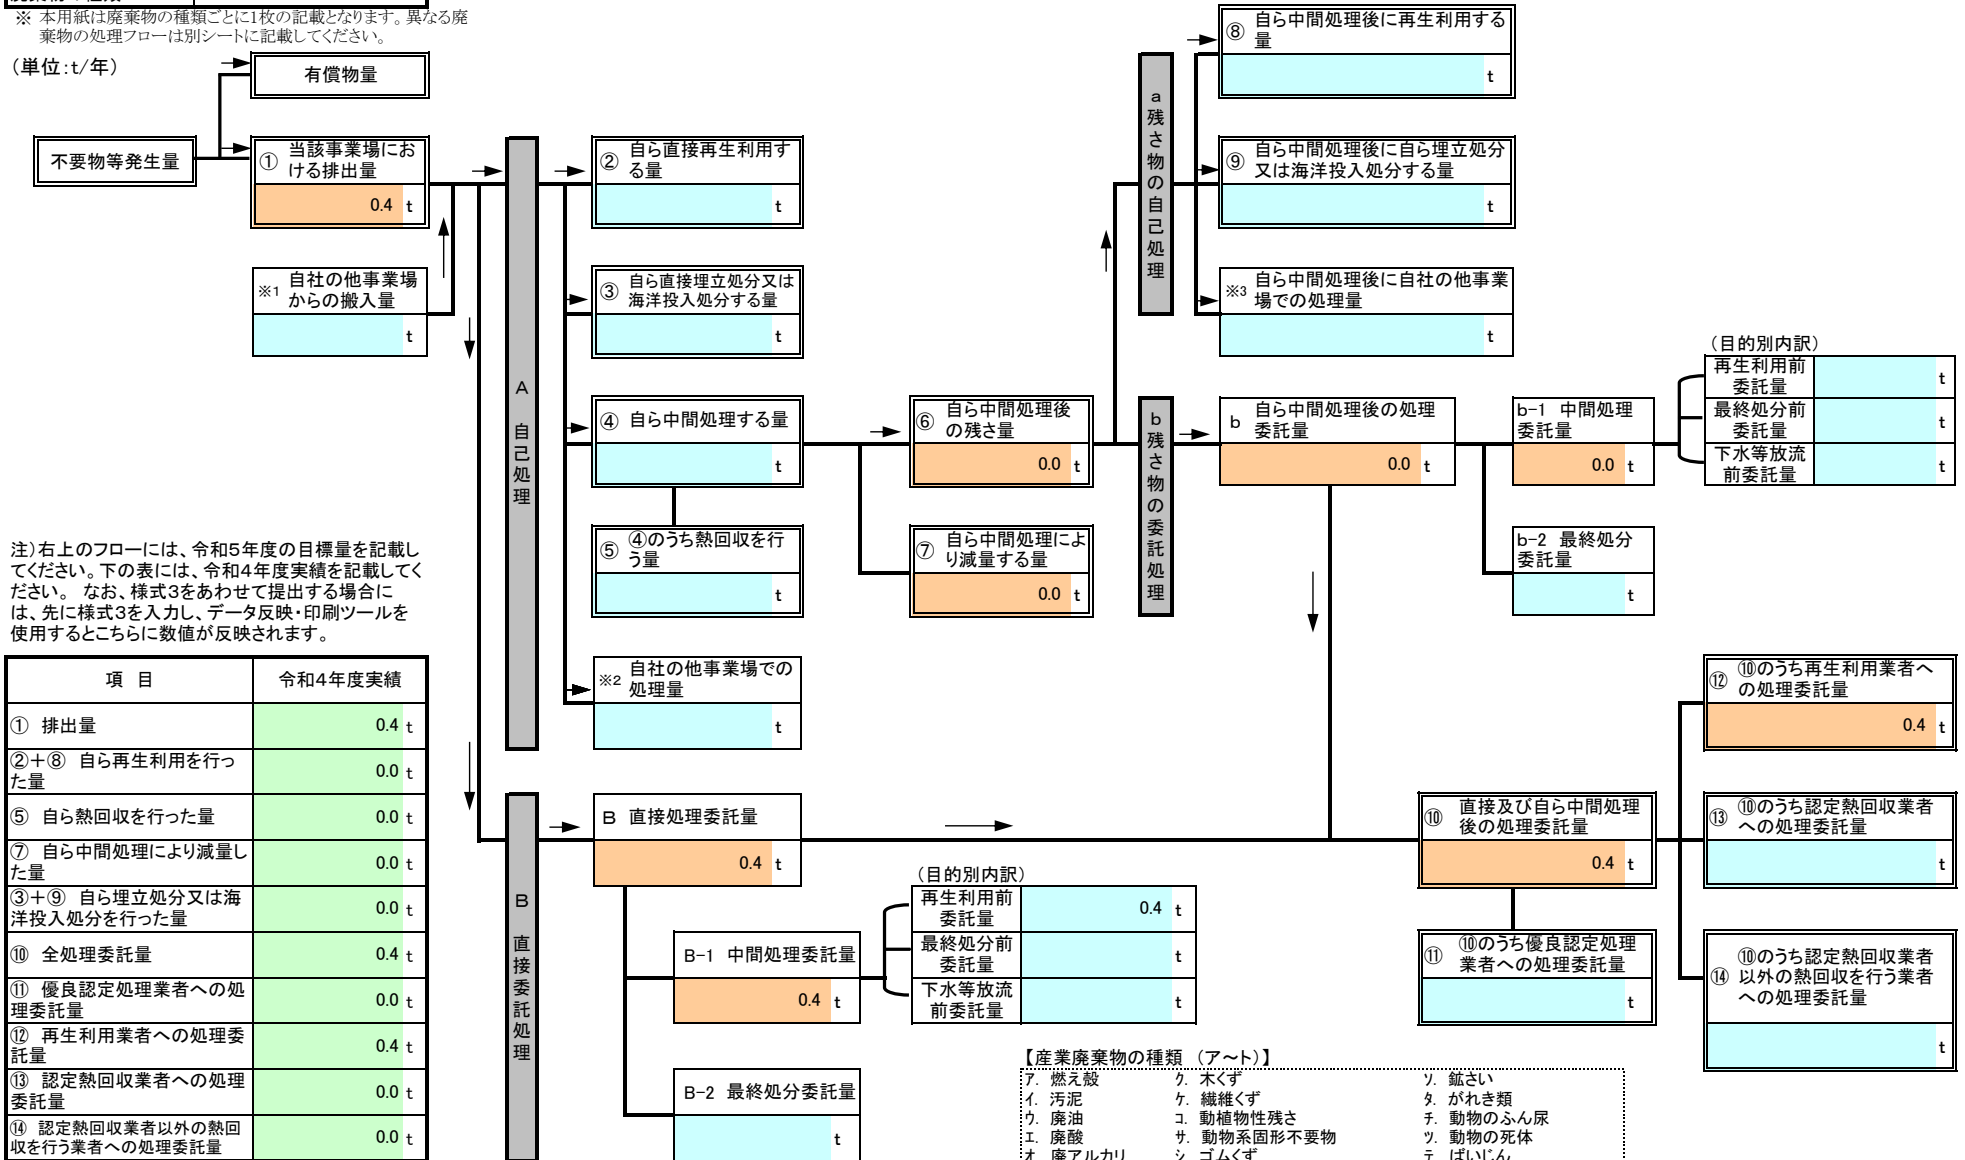 ※ 本用紙は廃棄物の種類ごとに1枚の記載となります。異なる廃
棄物の処理フローは別シートに記載してください。
(単位:t/年)
有償物量
不要物等発生量
① 当該事業場にお
ける排出量
0.4 t
※1 自社の他事業場
からの搬入量
t
A 自己処理
② 自ら直接再生利用す
る量
t
③ 自ら直接埋立処分又は
海洋投入処分する量
t
④ 自ら中間処理する量
t
⑤ ④のうち熱回収を行
う量
t
※2 自社の他事業場での
処理量
t
⑥ 自ら中間処理後
の残さ量
0.0 t
⑦ 自ら中間処理によ
り減量する量
0.0 t
a 残さ物の自己処理
⑧ 自ら中間処理後に再生利用する
量
t
⑨ 自ら中間処理後に自ら埋立処分
又は海洋投入処分する量
t
※3 自ら中間処理後に自社の他事業
場での処理量
t
b 残さ物の委託処理
b 自ら中間処理後の処理
委託量
0.0 t
b-1 中間処理
委託量
0.0 t
(目的別内訳)
再生利用前
委託量
t
最終処分前
委託量
t
下水等放流
前委託量
t
b-2 最終処分
委託量
t
注)右上のフローには、令和5年度の目標量を記載し
てください。下の表には、令和4年度実績を記載してく
ださい。 なお、様式3をあわせて提出する場合に
は、先に様式3を入力し、データ反映・印刷ツールを
使用するとこちらに数値が反映されます。
項 目 令和4年度実績
① 排出量 0.4 t
②+⑧ 自ら再生利用を行っ
た量 0.0 t
⑤ 自ら熱回収を行った量 0.0 t
⑦ 自ら中間処理により減量し
た量 0.0 t
③+⑨ 自ら埋立処分又は海
洋投入処分を行った量 0.0 t
⑩ 全処理委託量 0.4 t
⑪ 優良認定処理業者への処
理委託量 0.0 t
⑫ 再生利用業者への処理委
託量 0.4 t
⑬ 認定熱回収業者への処理
委託量 0.0 t
⑭ 認定熱回収業者以外の熱回
収を行う業者への処理委託量 0.0 t
B 直接委託処理
B 直接処理委託量
0.4 t
B-1 中間処理委託量
0.4 t
(目的別内訳)
再生利用前
委託量
0.4 t
最終処分前
委託量
t
下水等放流
前委託量
t
B-2 最終処分委託量
t
⑩ 直接及び自ら中間処理
後の処理委託量
0.4 t
⑪ ⑩のうち優良認定処理
業者への処理委託量
t
⑫ ⑩のうち再生利用業者へ
の処理委託量
0.4 t
⑬ ⑩のうち認定熱回収業者
への処理委託量
t
⑭ ⑩のうち認定熱回収業者
以外の熱回収を行う業者
への処理委託量
t
【産業廃棄物の種類 (ア~ト)】
ア. 燃え殻 ク. 木くず ソ. 鉱さい
イ. 汚泥 ケ. 繊維くず タ. がれき類
ウ. 廃油 コ. 動植物性残さ チ. 動物のふん尿
エ. 廃酸 サ. 動物系固形不要物 ツ. 動物の死体
オ. 廃アルカリ シ. ゴムくず テ. ばいじん